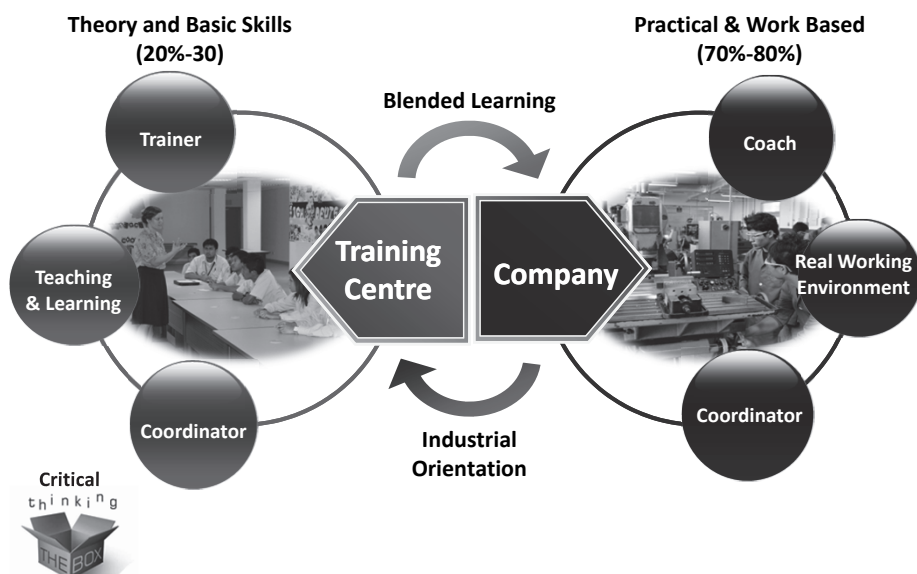 Theory and Basic Skills
(20%-30)
Practical & Work Based
(70%-80%)
Blended Learning
Trainer
Coach
Teaching
& Learning
Training
Centre
Company
Real Working
Environment
Coordinator
Coordinator
Industrial
Orientation
Critical
thinking
THE BOX